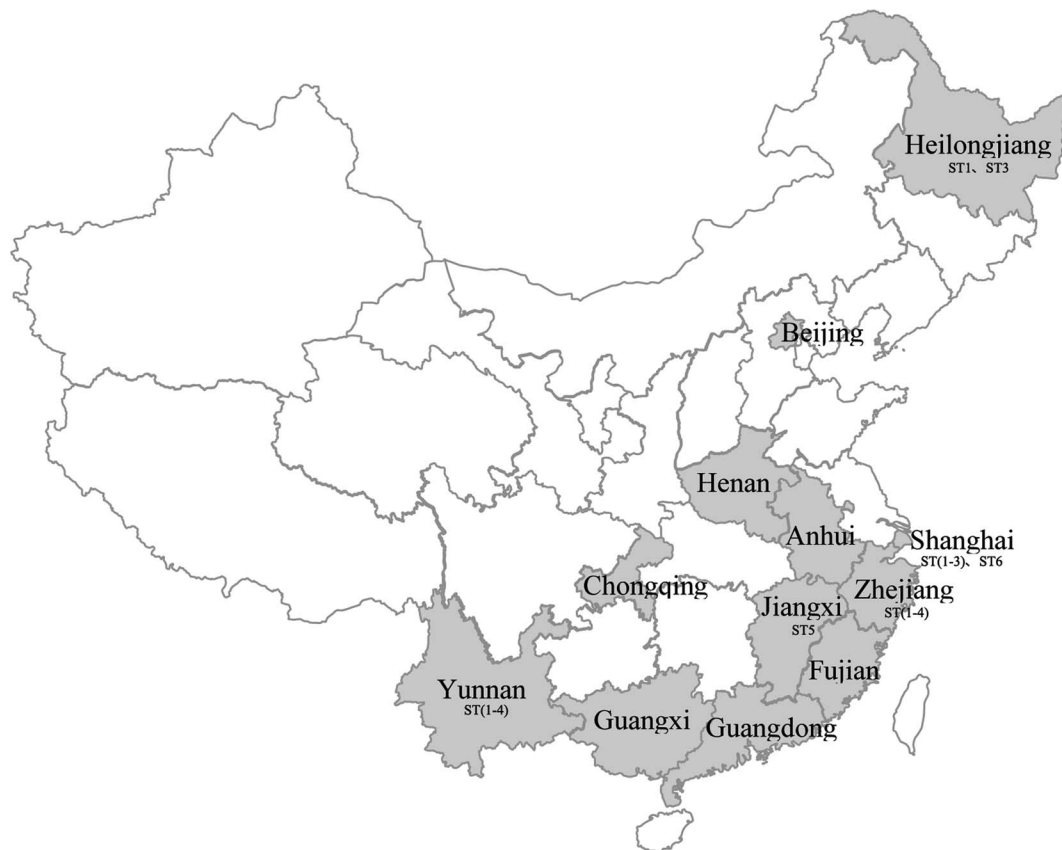 Heilongjiang
ST1、ST3
Beijing
Henan
Anhui
Shanghai
ST(1-3)、ST6
Chongqing
Jiangxi
ST5
Zhejiang
ST(1-4)
Fujian
Yunnan
ST(1-4)
Guangxi
Guangdong